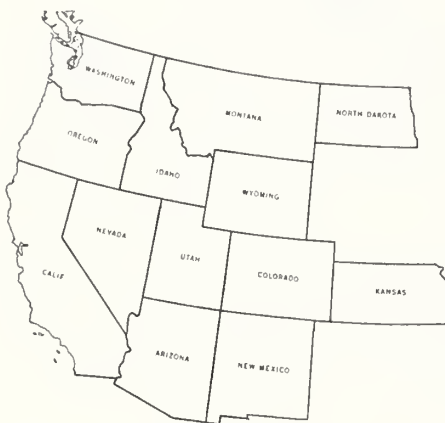 WASHINGTON
MONTANA
NORTH DAKOTA
OREGON
IDAHO
WYOMING
NEVADA
UTAH
COLORADO
CALIF
KANSAS
ARIZONA
NEW MEXICO